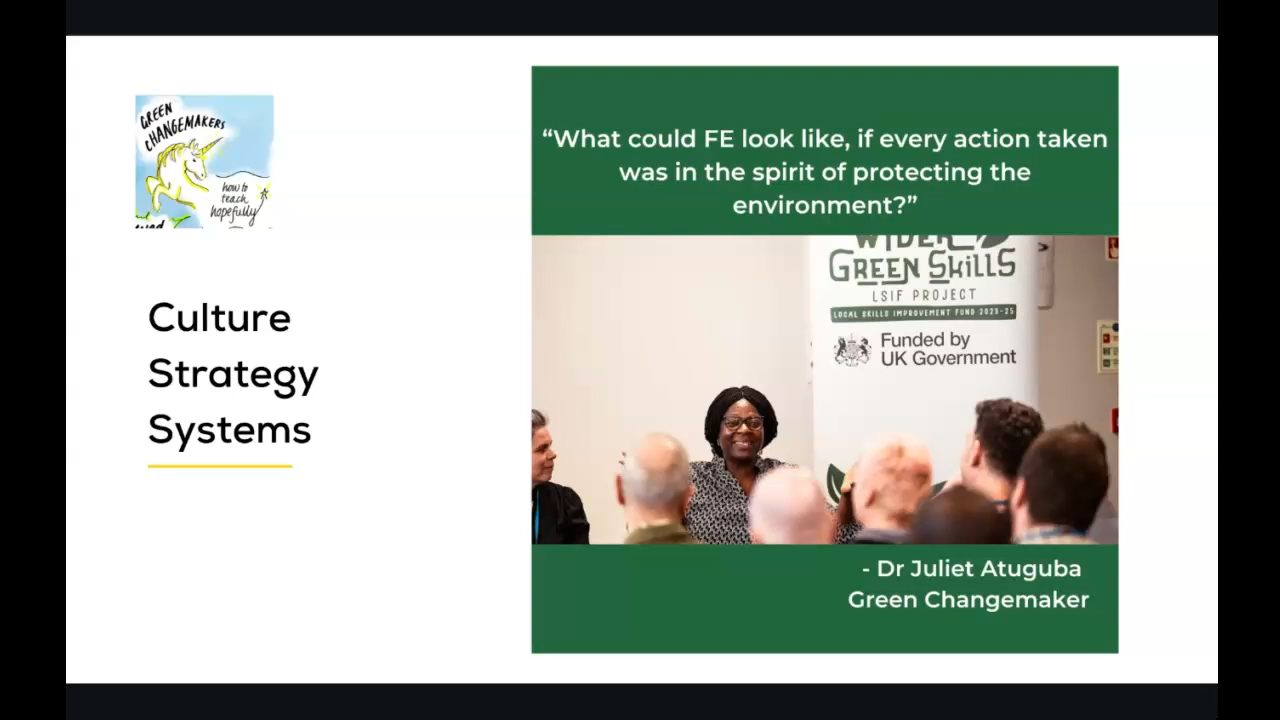 GREEN
CHANGEMAKERS
how to
teach
hopefully
Culture
Strategy
Systems
“What could FE look like, if every action taken
was in the spirit of protecting the
environment?”
WIDER
GREEN SKILLS
LSIF PROJECT
LOCAL SKILLS IMPROVEMENT FUND 2023-25
Funded by
UK Government
- Dr Juliet Atuguba
Green Changemaker